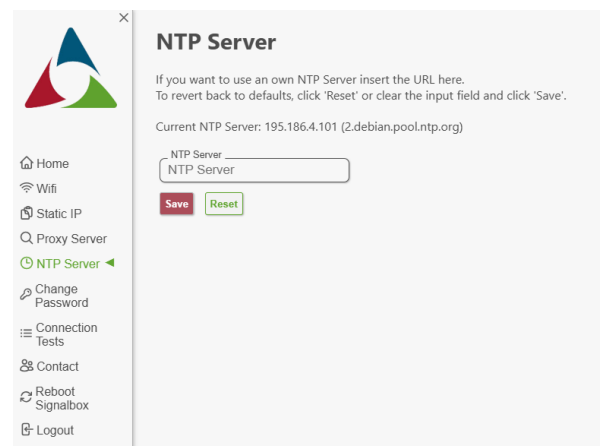 NTP Server
If you want to use an own NTP Server insert the URL here.
To revert back to defaults, click 'Reset' or clear the input field and click 'Save'.
Current NTP Server: 195.186.4.101 (2.debian.pool.ntp.org)
NTP Server
NTP Server
Save Reset
Home
Wifi
Static IP
Proxy Server
NTP Server
Change
Password
Connection
Tests
Contact
Reboot
Signalbox
Logout